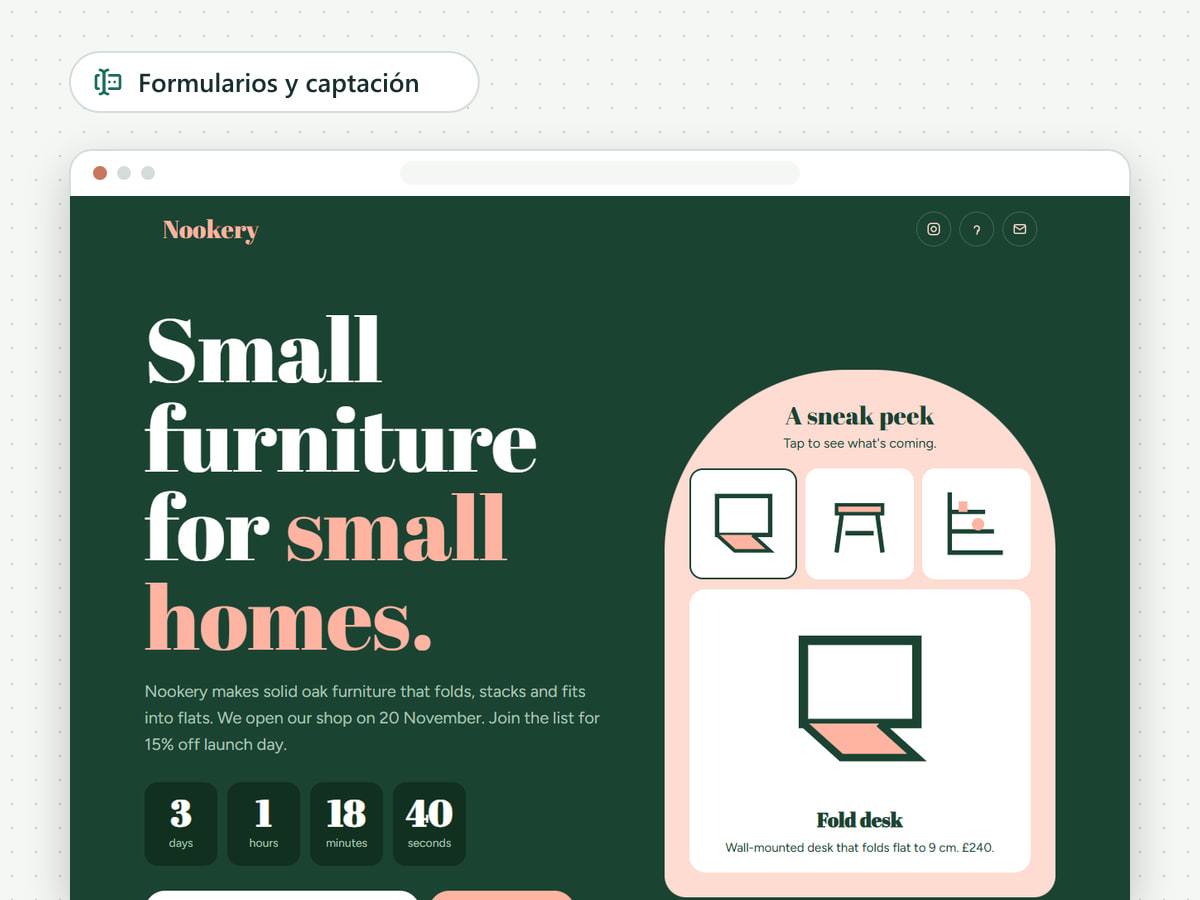 Formularios y captación
Nookery
Small
furniture
for small
homes.
Nookery makes solid oak furniture that folds, stacks and fits
into flats. We open our shop on 20 November. Join the list for
15% off launch day.
3
days
1
hours
18
minutes
40
seconds
A sneak peek
Tap to see what's coming.
Fold desk
Wall-mounted desk that folds flat to 9 cm. £240.